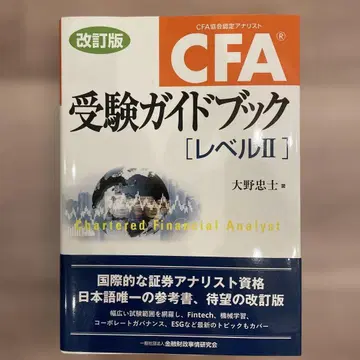 改訂版
CFA協会認定アナリスト
CFA®
受験ガイドブック
[レベルⅡ]
大野忠士 著
Chartered Financial Analyst
国際的な証券アナリスト資格
日本語唯一の参考書、待望の改訂版
幅広い試験範囲を網羅し、Fintech、機械学習、
コーポレートガバナンス、ESGなど最新のトピックもカバー
一般社団法人金融財政事情研究会